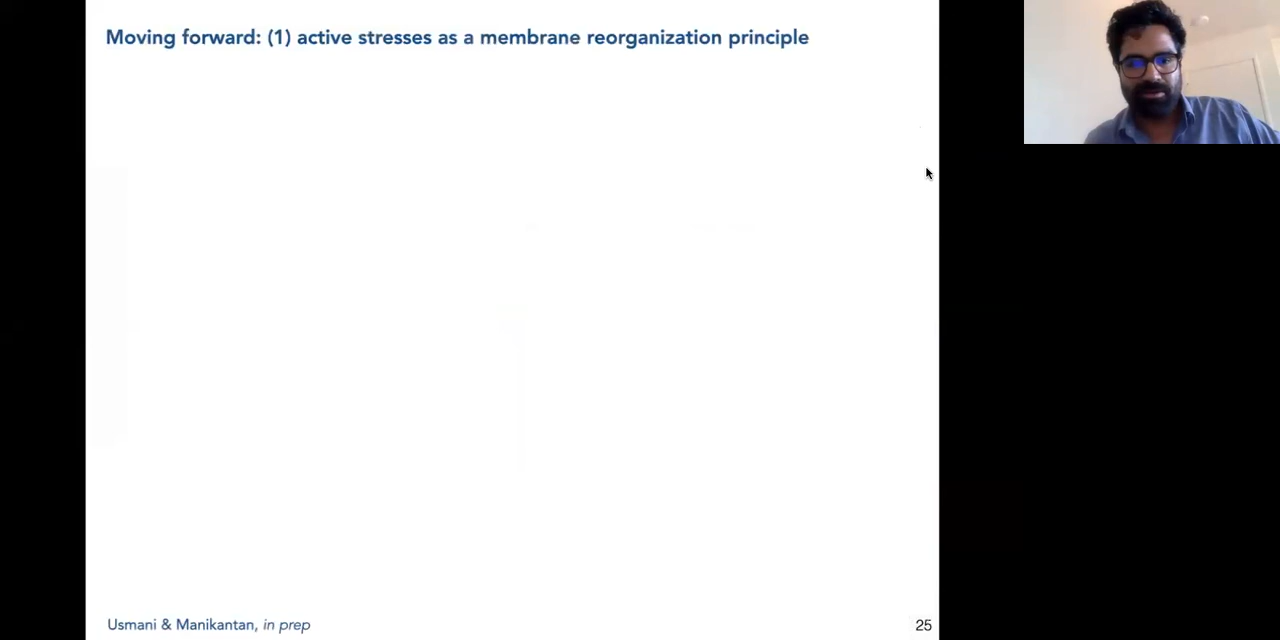 Moving forward: (1) active stresses as a membrane reorganization principle
Usmani & Manikantan, in prep
25